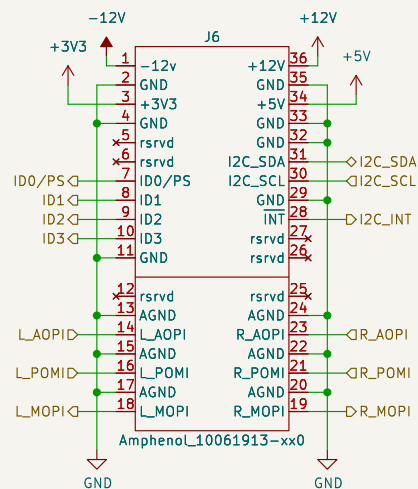 -12V +12V
J6
+3V3 +5V
1 -12v +12V 36
2 GND GND 35
3 +3V3 +5V 34
4 GND GND 33
5 rsrvd GND 32
6 rsrvd I2C_SDA 31 I2C_SDA
ID0/PS 7 ID0/PS I2C_SCL 30 I2C_SCL
ID1 8 ID1 GND 29
ID2 9 ID2 INT 28 I2C_INT
ID3 10 ID3 rsrvd 27
11 GND rsrvd 26
12 rsrvd rsrvd 25
13 AGND AGND 24
L_AOPI 14 L_AOPI R_AOPI 23 R_AOPI
15 AGND AGND 22
L_POMI 16 L_POMI R_POMI 21 R_POMI
17 AGND AGND 20
L_MOPI 18 L_MOPI R_MOPI 19 R_MOPI
Amphenol_10061913-xx0
GND GND